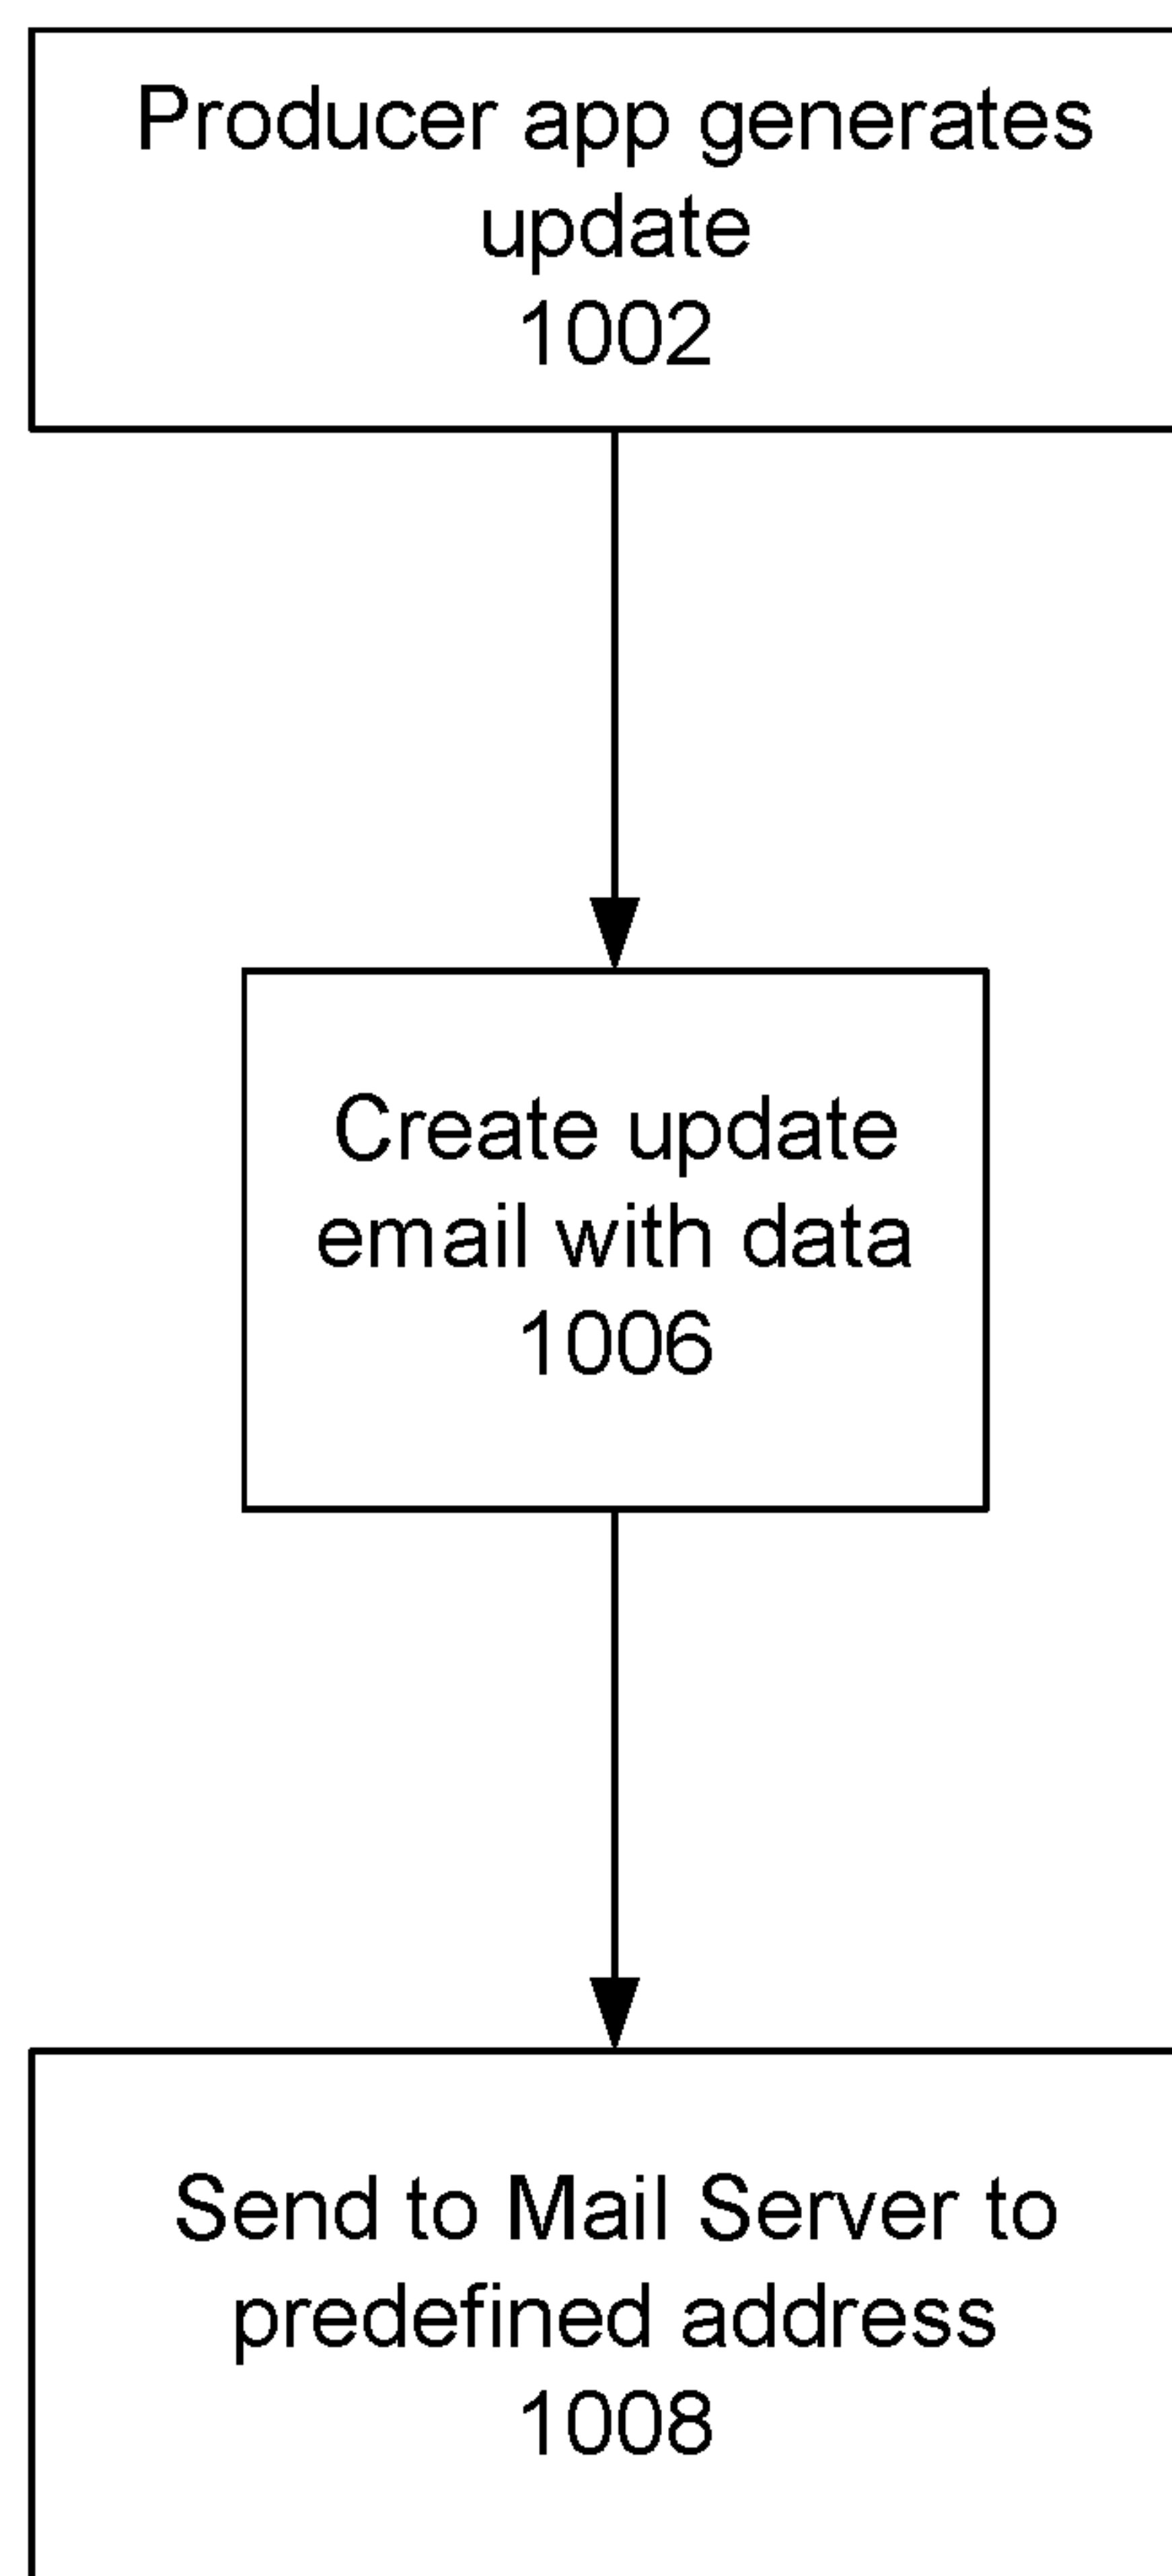 Producer app generates
update
1002
Create update
email with data
1006
Send to Mail Server to
predefined address
1008